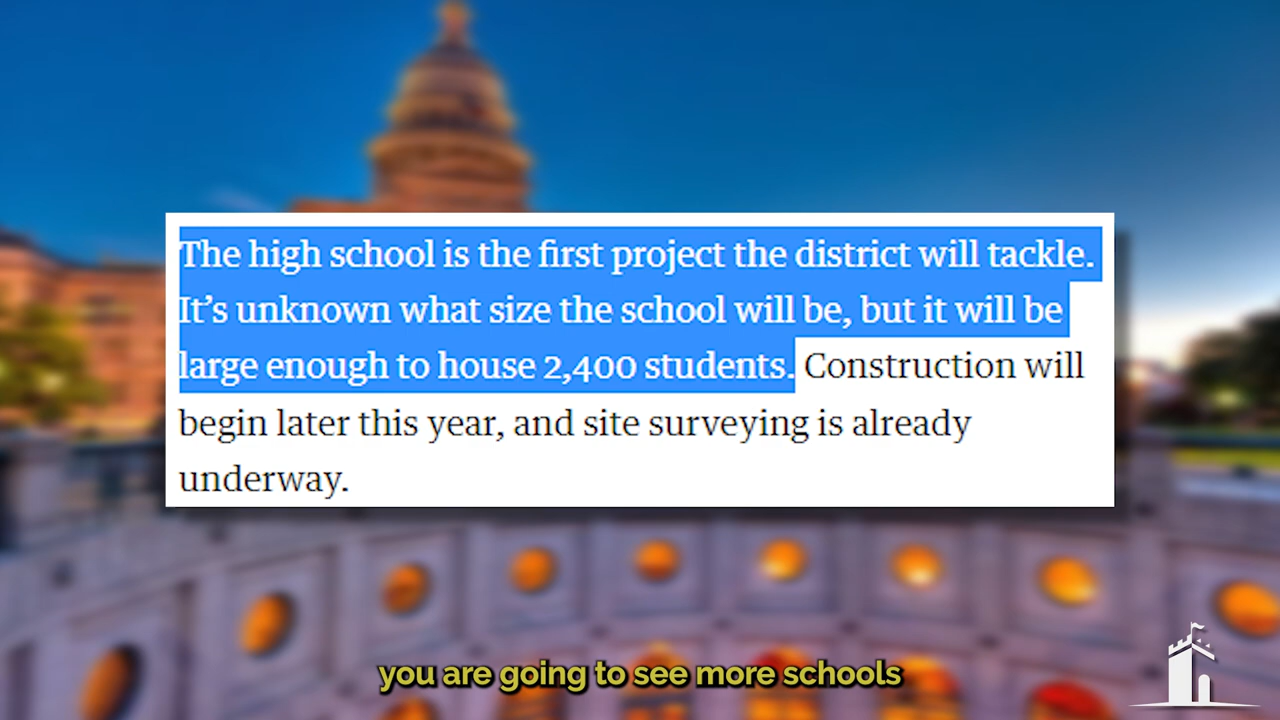 The high school is the first project the district will tackle.
It’s unknown what size the school will be, but it will be
large enough to house 2,400 students. Construction will
begin later this year, and site surveying is already
underway.
you are going to see more schools